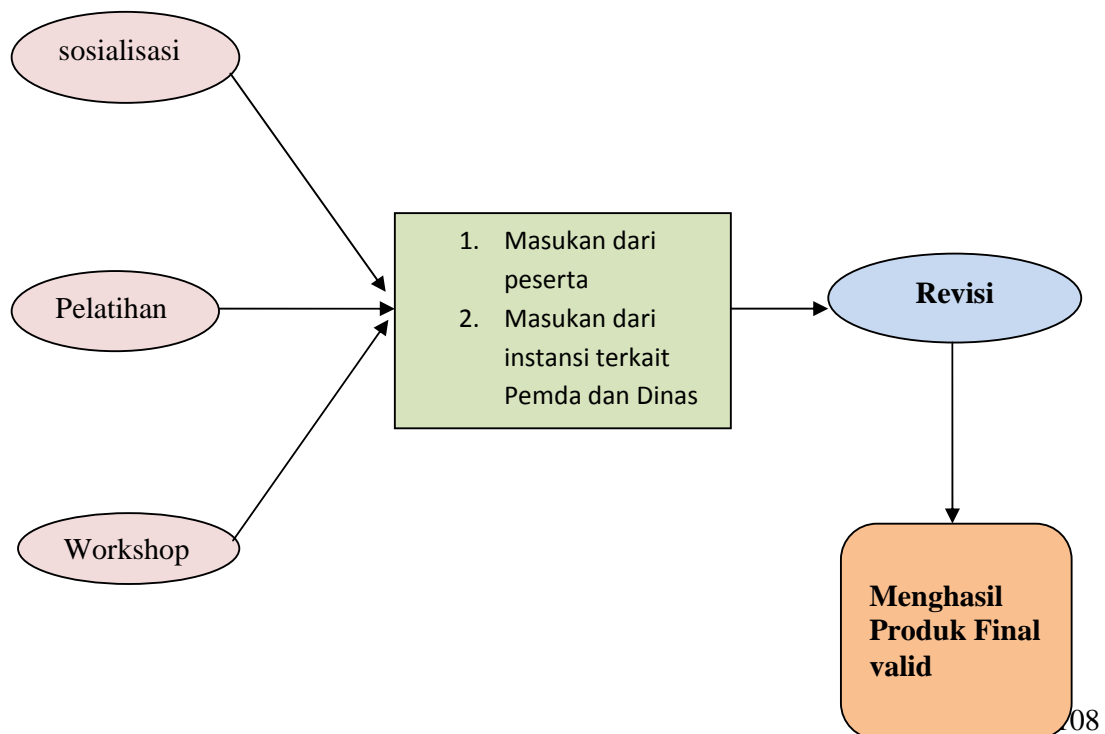 sosialisasi
1. Masukan dari
peserta
2. Masukan dari
instansi terkait
Pemda dan Dinas
Pelatihan
Revisi
Workshop
Menghasil
Produk Final
valid